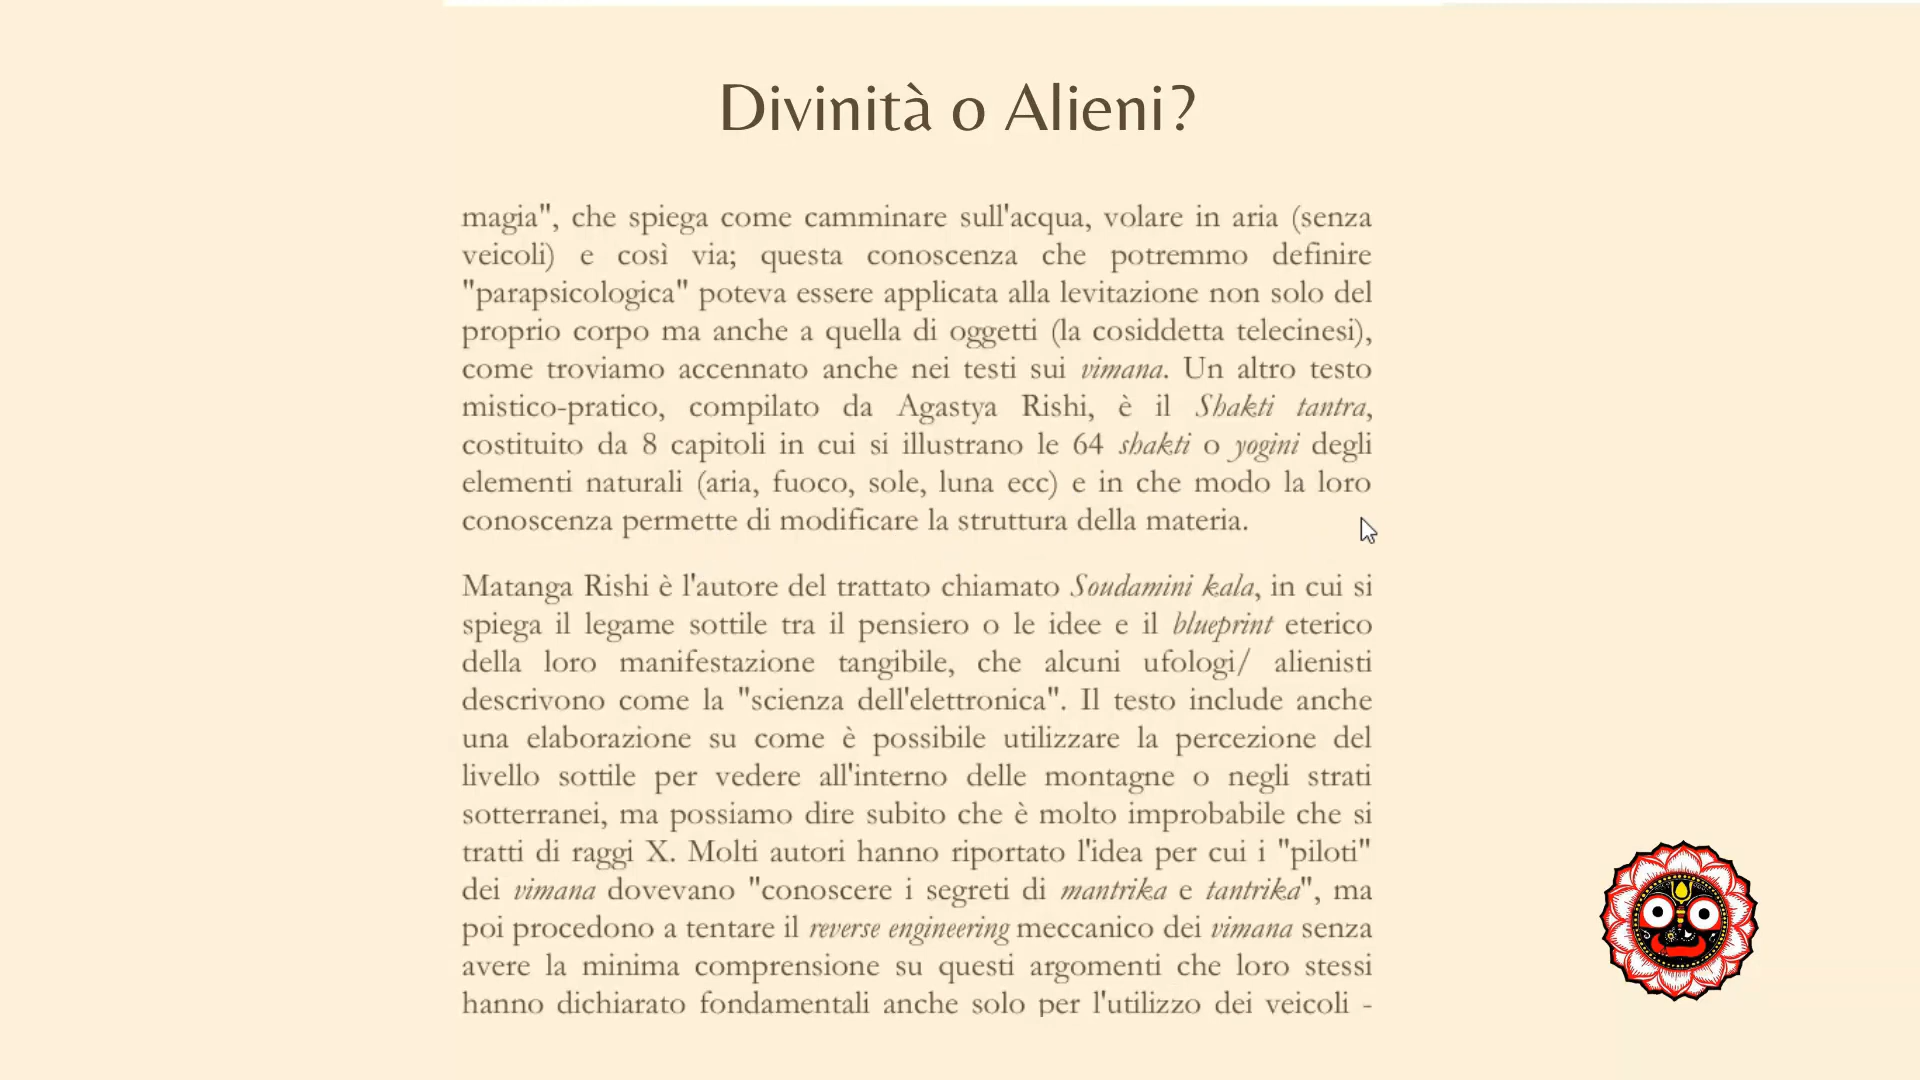 Divinità o Alieni?
magia", che spiega come camminare sull'acqua, volare in aria (senza
veicoli) e così via; questa conoscenza che potremmo definire
"parapsicologica" poteva essere applicata alla levitazione non solo del
proprio corpo ma anche a quella di oggetti (la cosiddetta telecinesi),
come troviamo accennato anche nei testi sui vimana. Un altro testo
mistico-pratico, compilato da Agastya Rishi, è il Shakti tantra,
costituito da 8 capitoli in cui si illustrano le 64 shakti o yogini degli
elementi naturali (aria, fuoco, sole, luna ecc) e in che modo la loro
conoscenza permette di modificare la struttura della materia.
Matanga Rishi è l'autore del trattato chiamato Soudamini kala, in cui si
spiega il legame sottile tra il pensiero o le idee e il blueprint eterico
della loro manifestazione tangibile, che alcuni ufologi/ alienisti
descrivono come la "scienza dell'elettronica". Il testo include anche
una elaborazione su come è possibile utilizzare la percezione del
livello sottile per vedere all'interno delle montagne o negli strati
sotterranei, ma possiamo dire subito che è molto improbabile che si
tratti di raggi X. Molti autori hanno riportato l'idea per cui i "piloti"
dei vimana dovevano "conoscere i segreti di mantrika e tantrika", ma
poi procedono a tentare il reverse engineering meccanico dei vimana senza
avere la minima comprensione su questi argomenti che loro stessi
hanno dichiarato fondamentali anche solo per l'utilizzo dei veicoli -